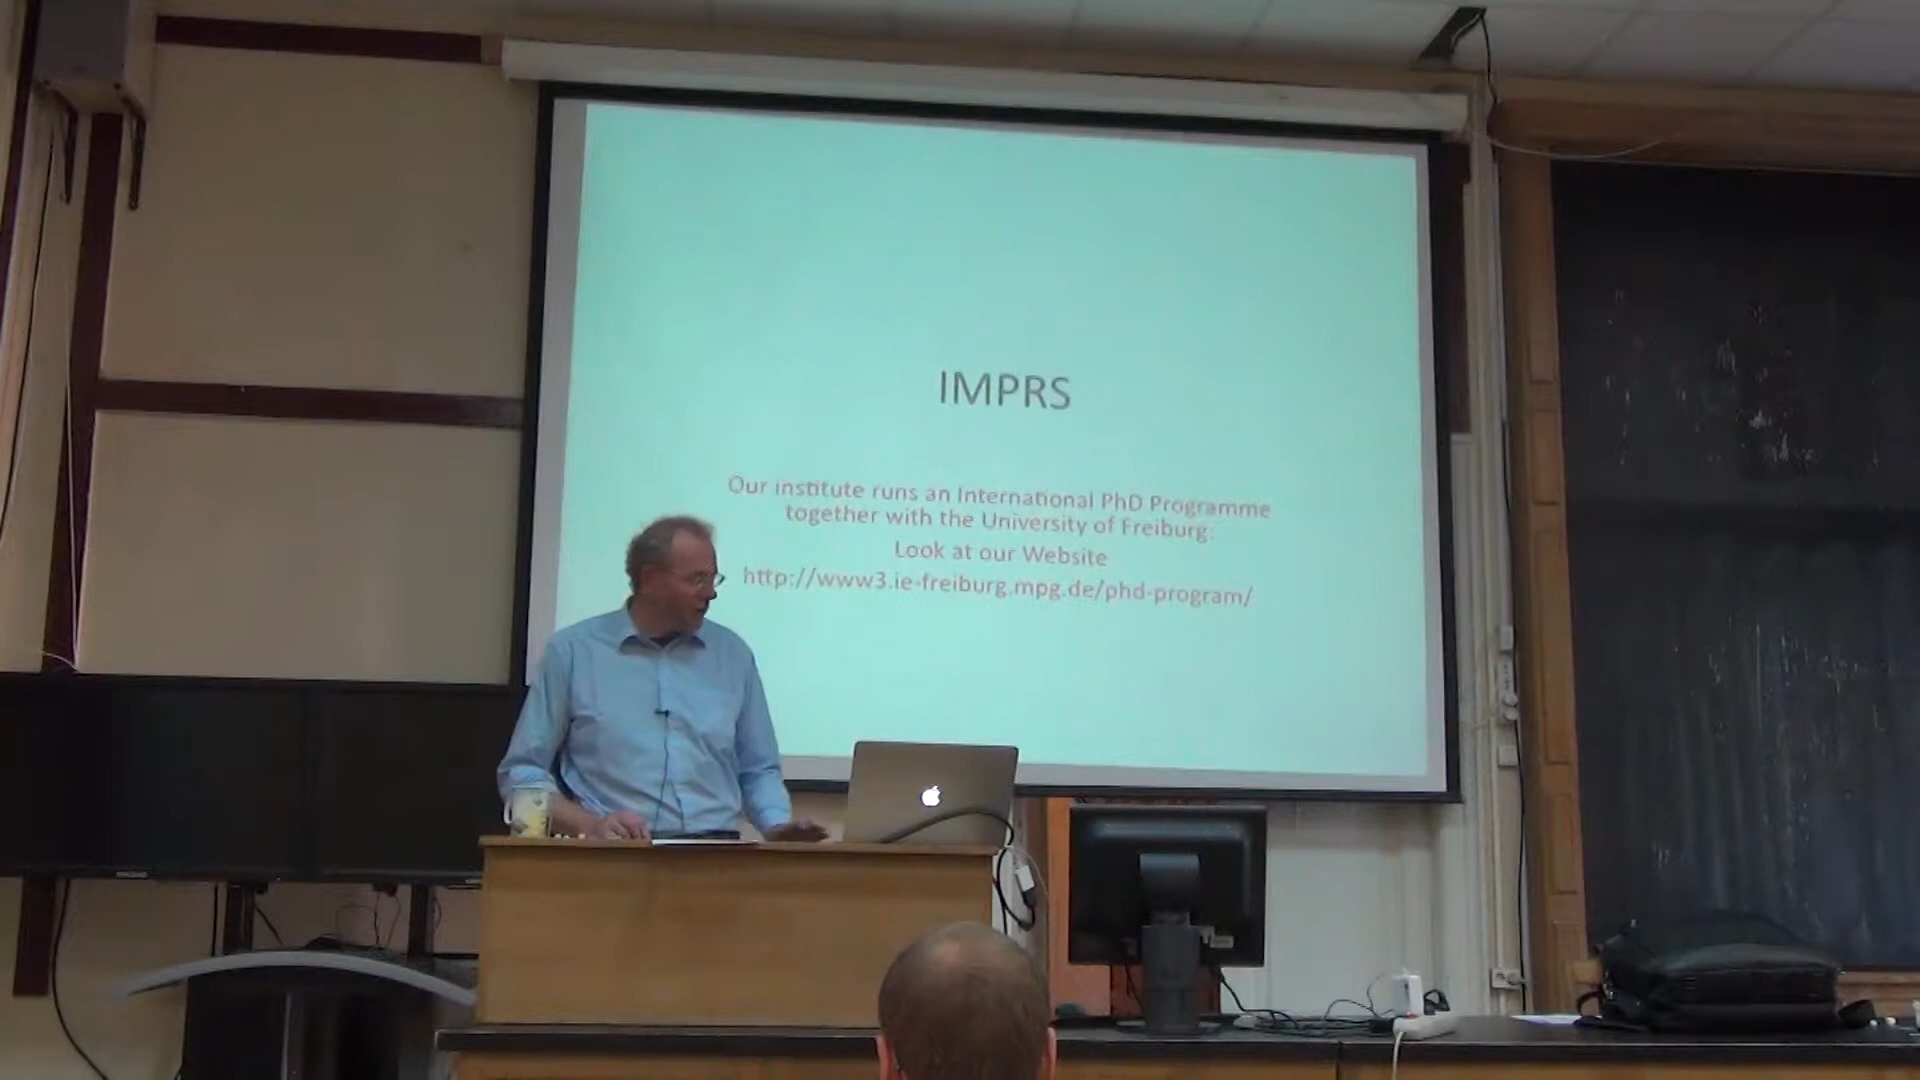 IMPRS
Our institute runs an International PhD Programme
together with the University of Freiburg:
Look at our Website
http://www3.ie-freiburg.mpg.de/phd-program/